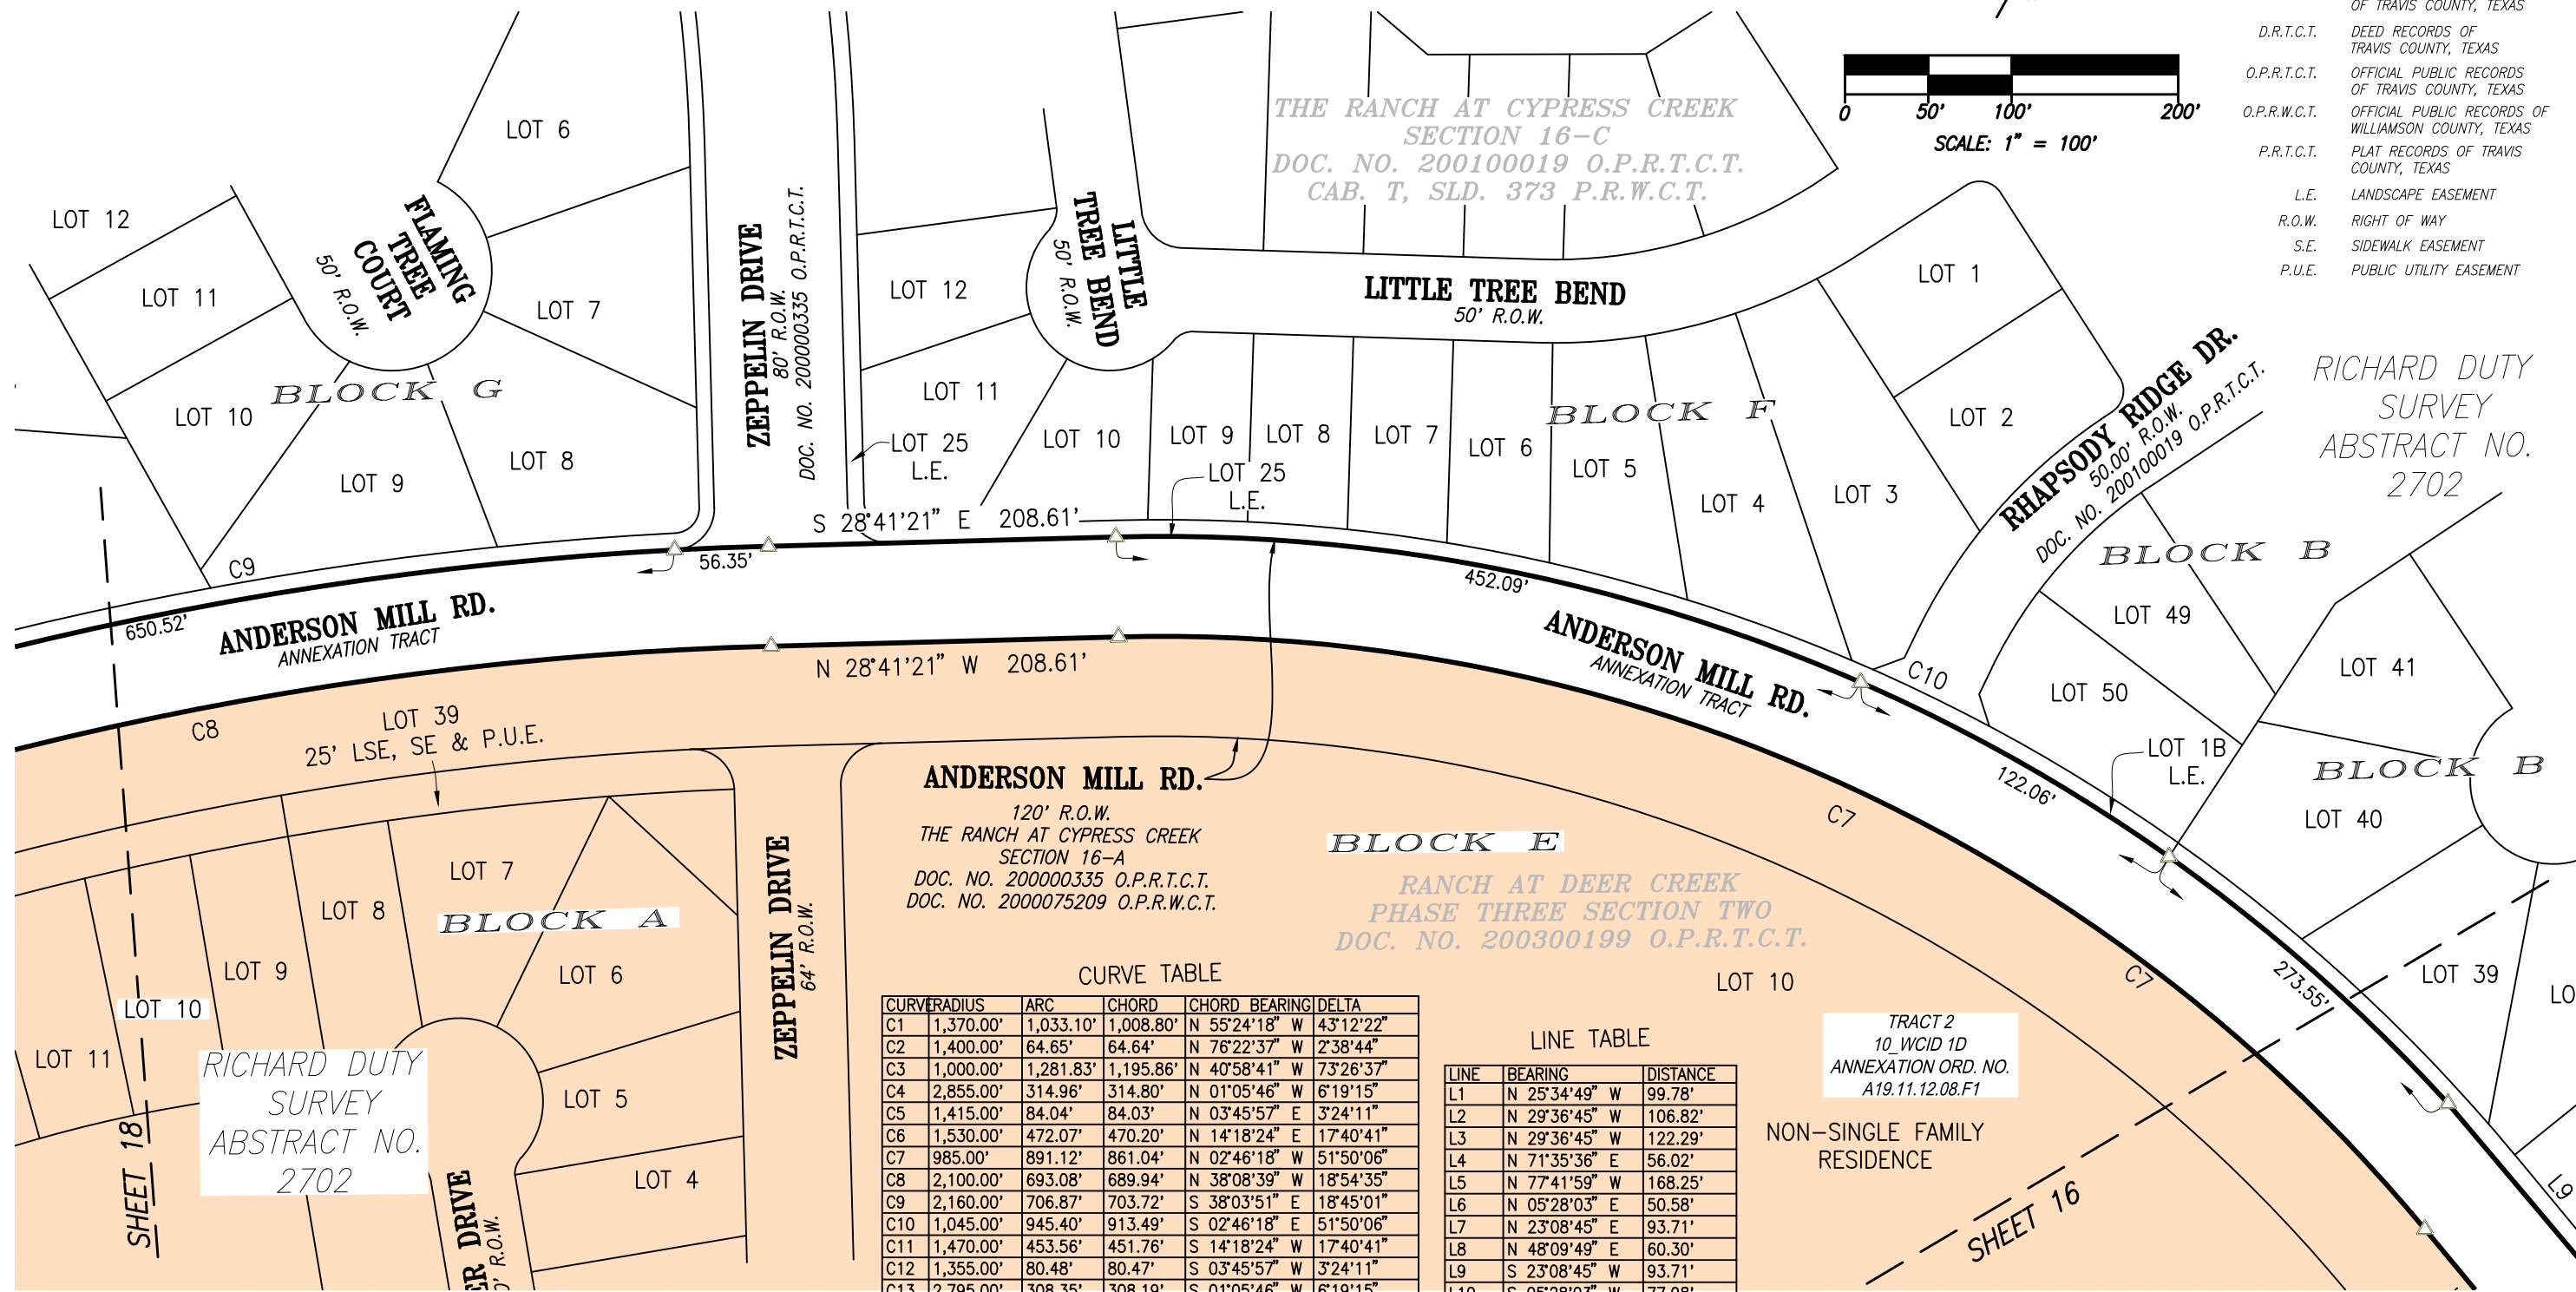 OF TRAVIS COUNTY, TEXAS
D.R.T.C.T. DEED RECORDS OF
TRAVIS COUNTY, TEXAS
O.P.R.T.C.T. OFFICIAL PUBLIC RECORDS
OF TRAVIS COUNTY, TEXAS
O.P.R.W.C.T. OFFICIAL PUBLIC RECORDS OF
WILLIAMSON COUNTY, TEXAS
P.R.T.C.T. PLAT RECORDS OF TRAVIS
COUNTY, TEXAS
L.E. LANDSCAPE EASEMENT
R.O.W. RIGHT OF WAY
S.E. SIDEWALK EASEMENT
P.U.E. PUBLIC UTILITY EASEMENT
0 50' 100' 200'
SCALE: 1" = 100'
THE RANCH AT CYPRESS CREEK
SECTION 16-C
DOC. NO. 200100019 O.P.R.T.C.T.
CAB. T, SLD. 373 P.R.W.C.T.
LOT 12
LOT 11
LOT 10
LOT 9
LOT 8
LOT 7
LOT 6
FLAMING
TREE
COURT
50' R.O.W.
BLOCK G
ZEPPELIN DRIVE
80' R.O.W.
DOC. NO. 200000335 O.P.R.T.C.T.
LITTLE
TREE BEND
50' R.O.W.
LITTLE TREE BEND
50' R.O.W.
LOT 12
LOT 11
LOT 25
L.E.
LOT 10
LOT 9
LOT 8
LOT 7
LOT 6
LOT 5
LOT 4
LOT 3
LOT 2
LOT 1
LOT 25
L.E.
BLOCK F
RHAPSODY RIDGE DR.
50.00' R.O.W.
DOC. NO. 200100019 O.P.R.T.C.T.
RICHARD DUTY
SURVEY
ABSTRACT NO.
2702
BLOCK B
LOT 49
LOT 50
LOT 41
LOT 1B
L.E.
BLOCK B
LOT 40
LOT 39
LO
C9
650.52'
56.35'
S 28°41'21" E 208.61'
452.09'
C10
122.06'
273.55'
L9
ANDERSON MILL RD.
ANNEXATION TRACT
ANDERSON MILL RD.
ANNEXATION TRACT
N 28°41'21" W 208.61'
C8
C7
C7
LOT 39
25' LSE, SE & P.U.E.
ANDERSON MILL RD.
120' R.O.W.
THE RANCH AT CYPRESS CREEK
SECTION 16-A
DOC. NO. 200000335 O.P.R.T.C.T.
DOC. NO. 2000075209 O.P.R.W.C.T.
BLOCK E
RANCH AT DEER CREEK
PHASE THREE SECTION TWO
DOC. NO. 200300199 O.P.R.T.C.T.
LOT 10
TRACT 2
10_WCID 1D
ANNEXATION ORD. NO.
A19.11.12.08.F1
NON-SINGLE FAMILY
RESIDENCE
SHEET 16
LOT 7
LOT 8
BLOCK A
LOT 9
LOT 6
LOT 10
LOT 11
LOT 5
LOT 4
RICHARD DUTY
SURVEY
ABSTRACT NO.
2702
SHEET 18
ER DRIVE
0' R.O.W.
ZEPPELIN DRIVE
64' R.O.W.
CURVE TABLE
CURVE RADIUS ARC CHORD CHORD BEARING DELTA
C1 1,370.00' 1,033.10' 1,008.80' N 55°24'18" W 43°12'22"
C2 1,400.00' 64.65' 64.64' N 76°22'37" W 2°38'44"
C3 1,000.00' 1,281.83' 1,195.86' N 40°58'41" W 73°26'37"
C4 2,855.00' 314.96' 314.80' N 01°05'46" W 6°19'15"
C5 1,415.00' 84.04' 84.03' N 03°45'57" E 3°24'11"
C6 1,530.00' 472.07' 470.20' N 14°18'24" E 17°40'41"
C7 985.00' 891.12' 861.04' N 02°46'18" W 51°50'06"
C8 2,100.00' 693.08' 689.94' N 38°08'39" W 18°54'35"
C9 2,160.00' 706.87' 703.72' S 38°03'51" E 18°45'01"
C10 1,045.00' 945.40' 913.49' S 02°46'18" E 51°50'06"
C11 1,470.00' 453.56' 451.76' S 14°18'24" W 17°40'41"
C12 1,355.00' 80.48' 80.47' S 03°45'57" W 3°24'11"
C13 2,795.00' 308.35' 308.19' S 01°05'46" W 6°19'15"
LINE TABLE
LINE BEARING DISTANCE
L1 N 25°34'49" W 99.78'
L2 N 29°36'45" W 106.82'
L3 N 29°36'45" W 122.29'
L4 N 71°35'36" E 56.02'
L5 N 77°41'59" W 168.25'
L6 N 05°28'03" E 50.58'
L7 N 23°08'45" E 93.71'
L8 N 48°09'49" E 60.30'
L9 S 23°08'45" W 93.71'
L10 S 05°28'03" W 77.08'